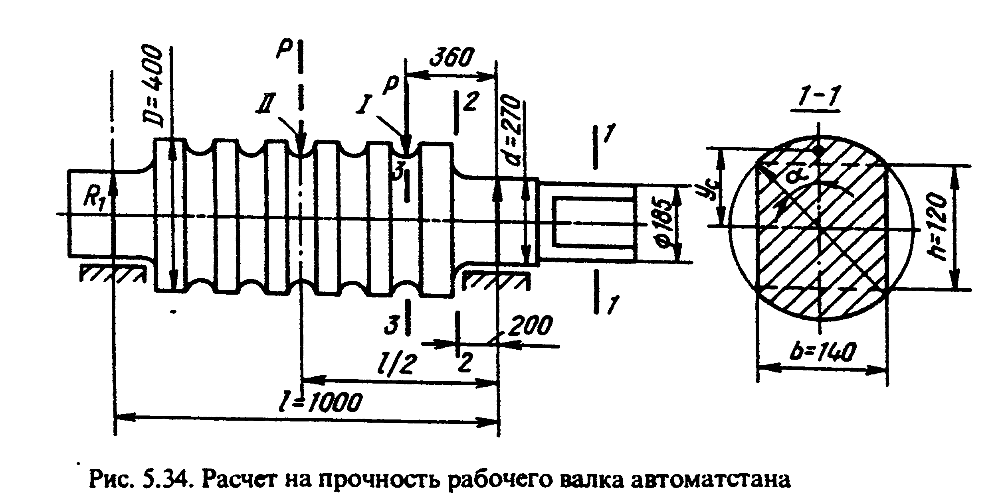 P
360
D=400
P
1-1
II
I
2
d=270
1
3
α
yc
R1
φ185
h=120
1
3
200
b=140
l/2
2
l=1000
Рис. 5.34. Расчет на прочность рабочего валка автоматстана